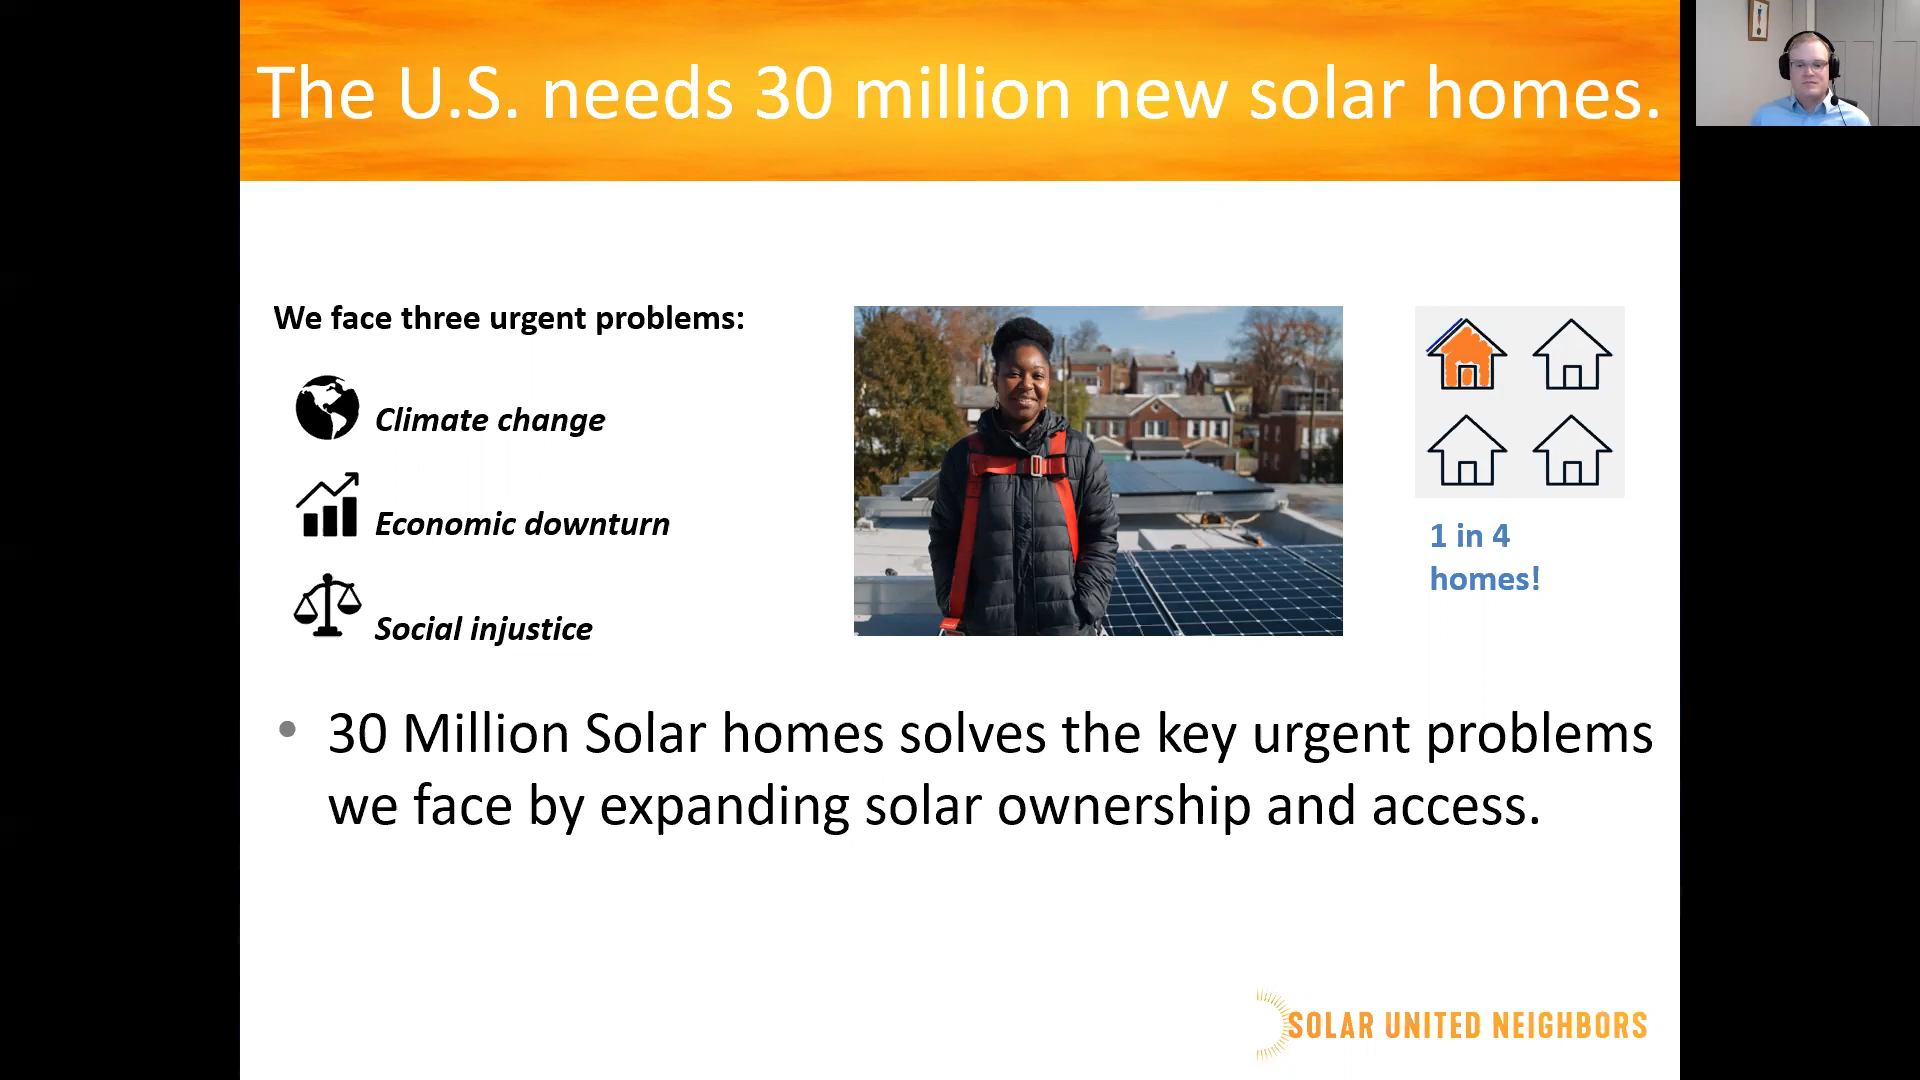 The U.S. needs 30 million new solar homes.
We face three urgent problems:
Climate change
Economic downturn
Social injustice
1 in 4
homes!
• 30 Million Solar homes solves the key urgent problems
we face by expanding solar ownership and access.
SOLAR UNITED NEIGHBORS